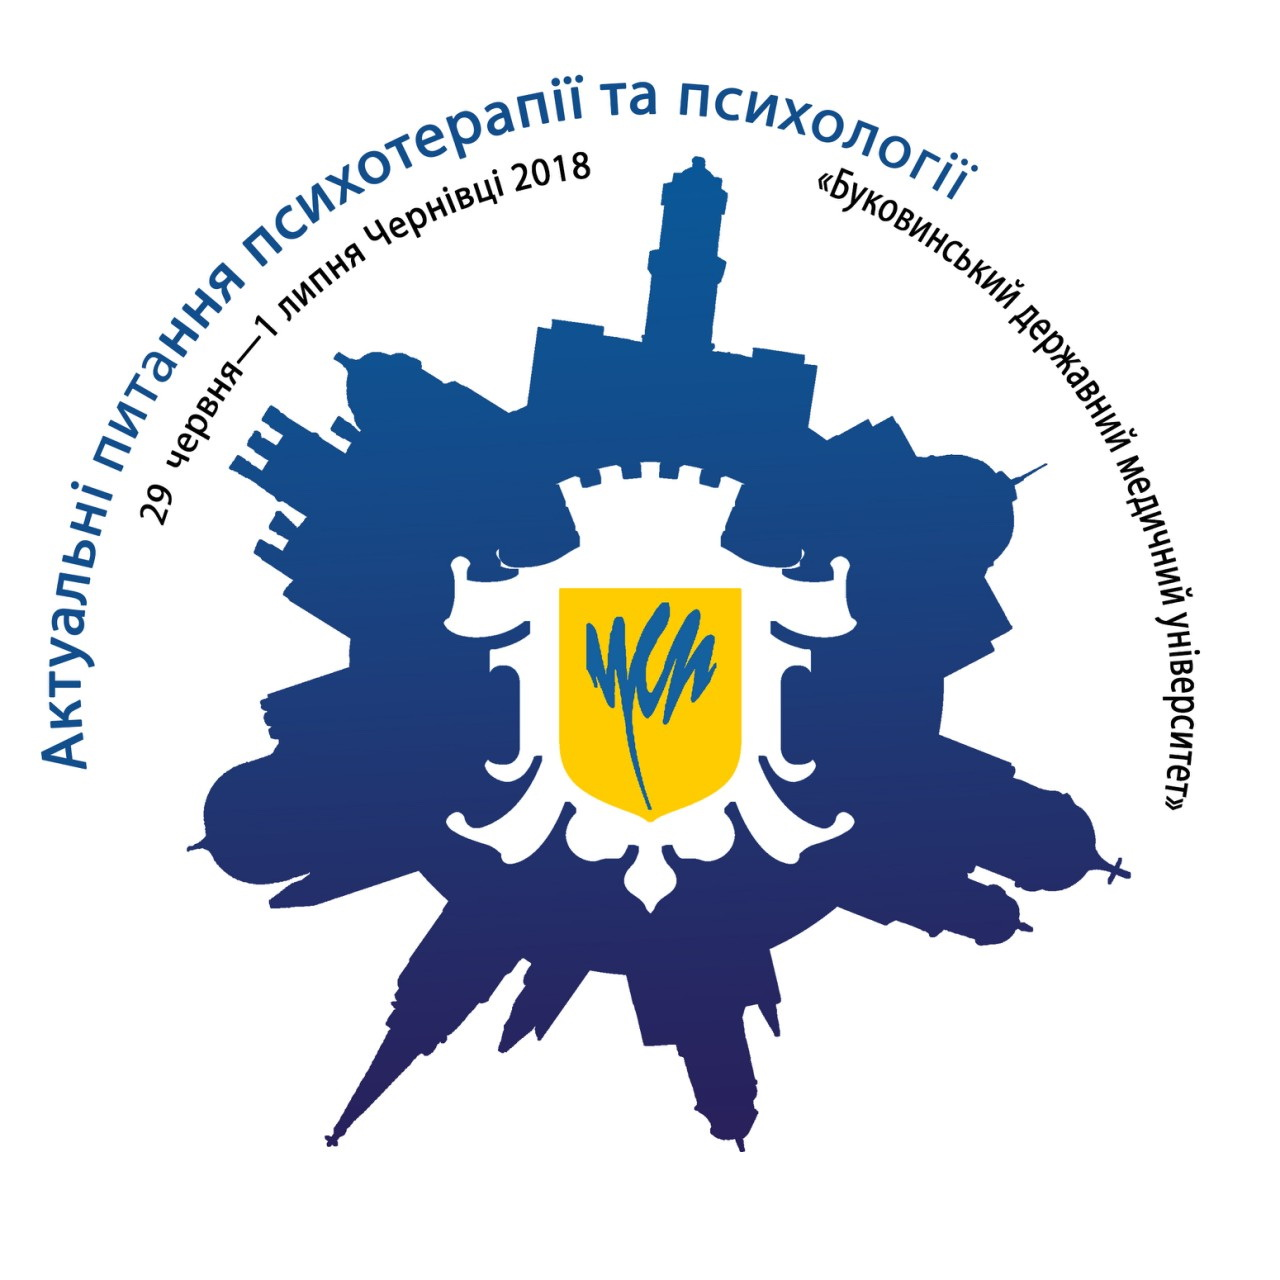 Актуальні питання психотерапії та психології
29 червня—1 липня Чернівці 2018
«Буковинський державний медичний університет»